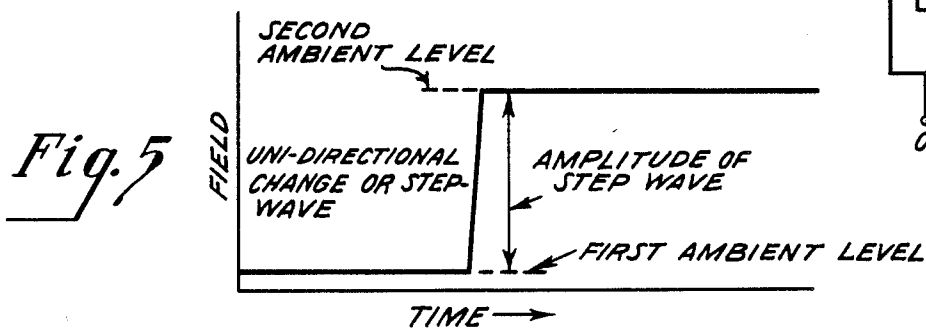 SECOND
AMBIENT LEVEL
Fig. 5
FIELD
UNI-DIRECTIONAL
CHANGE OR STEP-
WAVE
AMPLITUDE OF
STEP WAVE
FIRST AMBIENT LEVEL
TIME